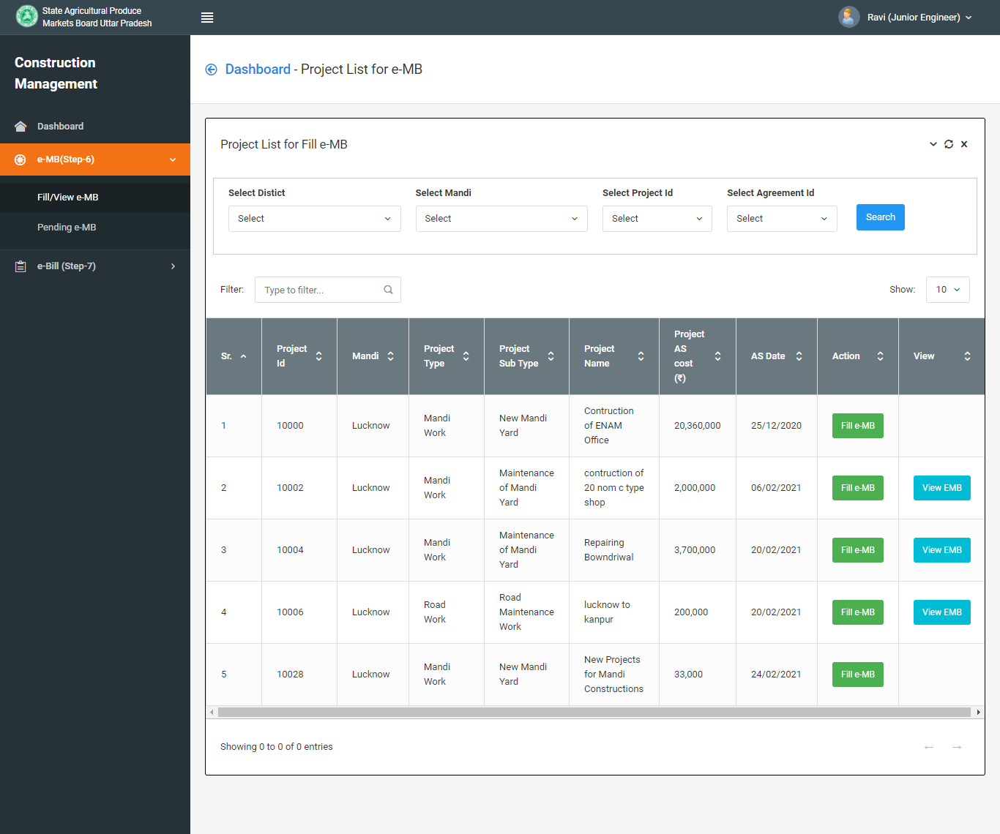 State Agricultural Produce
Markets Board Uttar Pradesh
Ravi (Junior Engineer)
Construction
Management
Dashboard
e-MB(Step-6)
Fill/View e-MB
Pending e-MB
e-Bill (Step-7)
Dashboard - Project List for e-MB
Project List for Fill e-MB
Select Distict
Select Mandi
Select Project Id
Select Agreement Id
Select
Select
Select
Select
Search
Filter:
Type to filter...
Show:
10
Sr.
Project
Id
Mandi
Project
Type
Project
Sub Type
Project
Name
Project
AS
cost
(₹)
AS Date
Action
View
1
10000
Lucknow
Mandi
Work
New Mandi
Yard
Contruction
of ENAM
Office
20,360,000
25/12/2020
Fill e-MB
2
10002
Lucknow
Mandi
Work
Maintenance
of Mandi
Yard
contruction of
20 nom c type
shop
2,000,000
06/02/2021
Fill e-MB
View EMB
3
10004
Lucknow
Mandi
Work
Maintenance
of Mandi
Yard
Repairing
Bowndriwal
3,700,000
20/02/2021
Fill e-MB
View EMB
4
10006
Lucknow
Road
Work
Road
Maintenance
Work
lucknow to
kanpur
200,000
20/02/2021
Fill e-MB
View EMB
5
10028
Lucknow
Mandi
Work
New Mandi
Yard
New Projects
for Mandi
Constructions
33,000
24/02/2021
Fill e-MB
Showing 0 to 0 of 0 entries